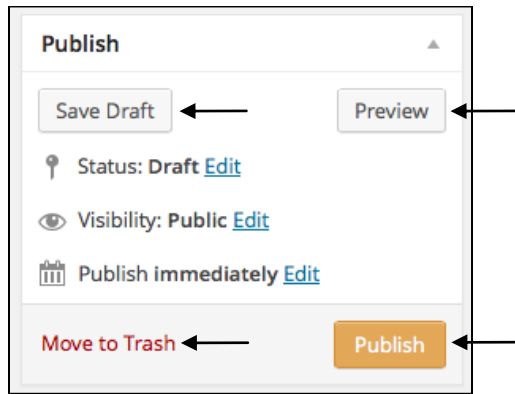 Publish
Save Draft Preview
Status: Draft Edit
Visibility: Public Edit
Publish immediately Edit
Move to Trash Publish